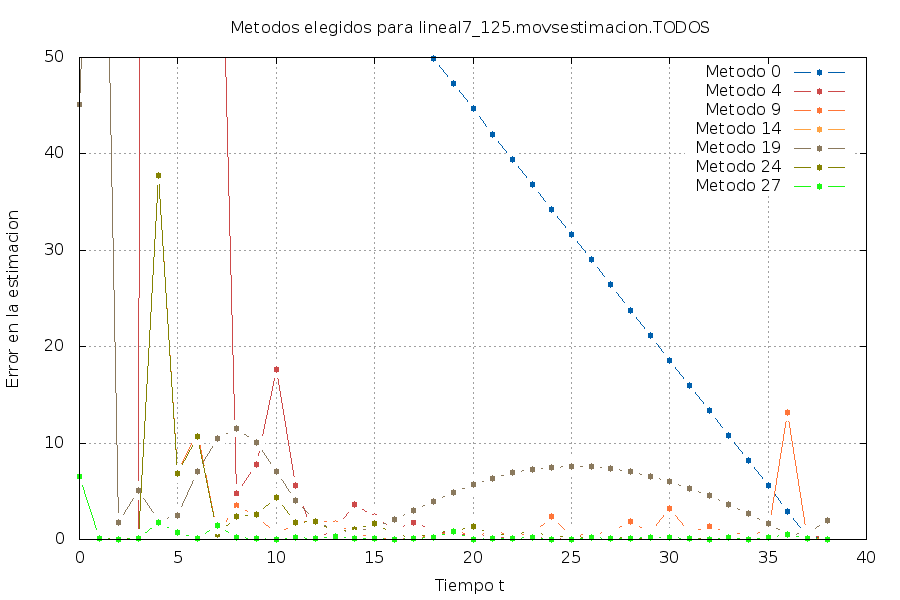 Metodos elegidos para lineal7_125.movsestimacion.TODOS
50
40
30
20
10
0
Error en la estimacion
Metodo 0
Metodo 4
Metodo 9
Metodo 14
Metodo 19
Metodo 24
Metodo 27
0 5 10 15 20 25 30 35 40
Tiempo t